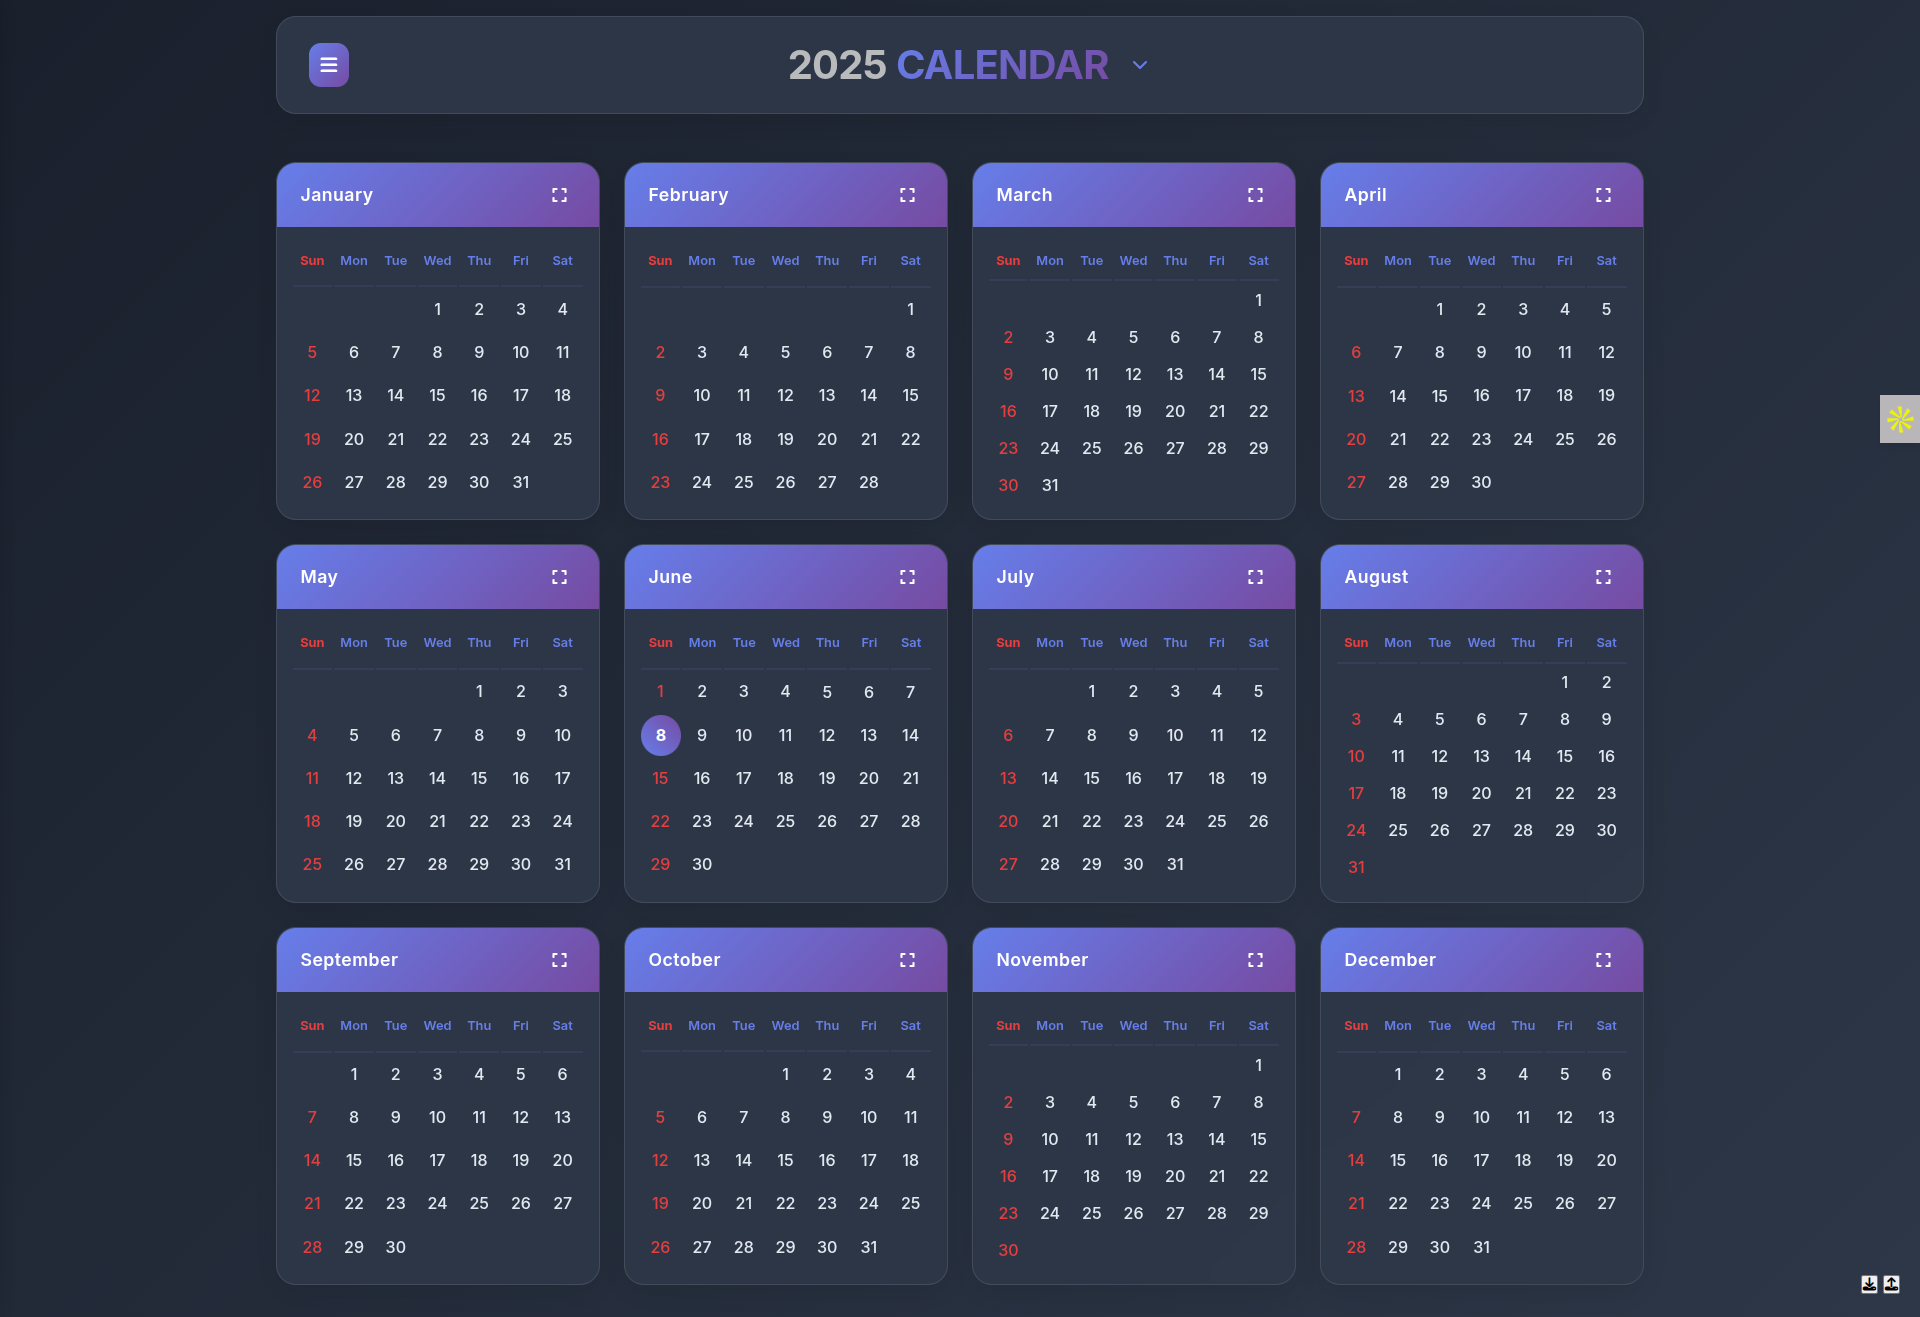 2025 CALENDAR
January
Sun Mon Tue Wed Thu Fri Sat
1 2 3 4
5 6 7 8 9 10 11
12 13 14 15 16 17 18
19 20 21 22 23 24 25
26 27 28 29 30 31
February
Sun Mon Tue Wed Thu Fri Sat
1
2 3 4 5 6 7 8
9 10 11 12 13 14 15
16 17 18 19 20 21 22
23 24 25 26 27 28
March
Sun Mon Tue Wed Thu Fri Sat
1
2 3 4 5 6 7 8
9 10 11 12 13 14 15
16 17 18 19 20 21 22
23 24 25 26 27 28 29
30 31
April
Sun Mon Tue Wed Thu Fri Sat
1 2 3 4 5
6 7 8 9 10 11 12
13 14 15 16 17 18 19
20 21 22 23 24 25 26
27 28 29 30
May
Sun Mon Tue Wed Thu Fri Sat
1 2 3
4 5 6 7 8 9 10
11 12 13 14 15 16 17
18 19 20 21 22 23 24
25 26 27 28 29 30 31
June
Sun Mon Tue Wed Thu Fri Sat
1 2 3 4 5 6 7
8 9 10 11 12 13 14
15 16 17 18 19 20 21
22 23 24 25 26 27 28
29 30
July
Sun Mon Tue Wed Thu Fri Sat
1 2 3 4 5
6 7 8 9 10 11 12
13 14 15 16 17 18 19
20 21 22 23 24 25 26
27 28 29 30 31
August
Sun Mon Tue Wed Thu Fri Sat
1 2
3 4 5 6 7 8 9
10 11 12 13 14 15 16
17 18 19 20 21 22 23
24 25 26 27 28 29 30
31
September
Sun Mon Tue Wed Thu Fri Sat
1 2 3 4 5 6
7 8 9 10 11 12 13
14 15 16 17 18 19 20
21 22 23 24 25 26 27
28 29 30
October
Sun Mon Tue Wed Thu Fri Sat
1 2 3 4
5 6 7 8 9 10 11
12 13 14 15 16 17 18
19 20 21 22 23 24 25
26 27 28 29 30 31
November
Sun Mon Tue Wed Thu Fri Sat
1
2 3 4 5 6 7 8
9 10 11 12 13 14 15
16 17 18 19 20 21 22
23 24 25 26 27 28 29
30
December
Sun Mon Tue Wed Thu Fri Sat
1 2 3 4 5 6
7 8 9 10 11 12 13
14 15 16 17 18 19 20
21 22 23 24 25 26 27
28 29 30 31